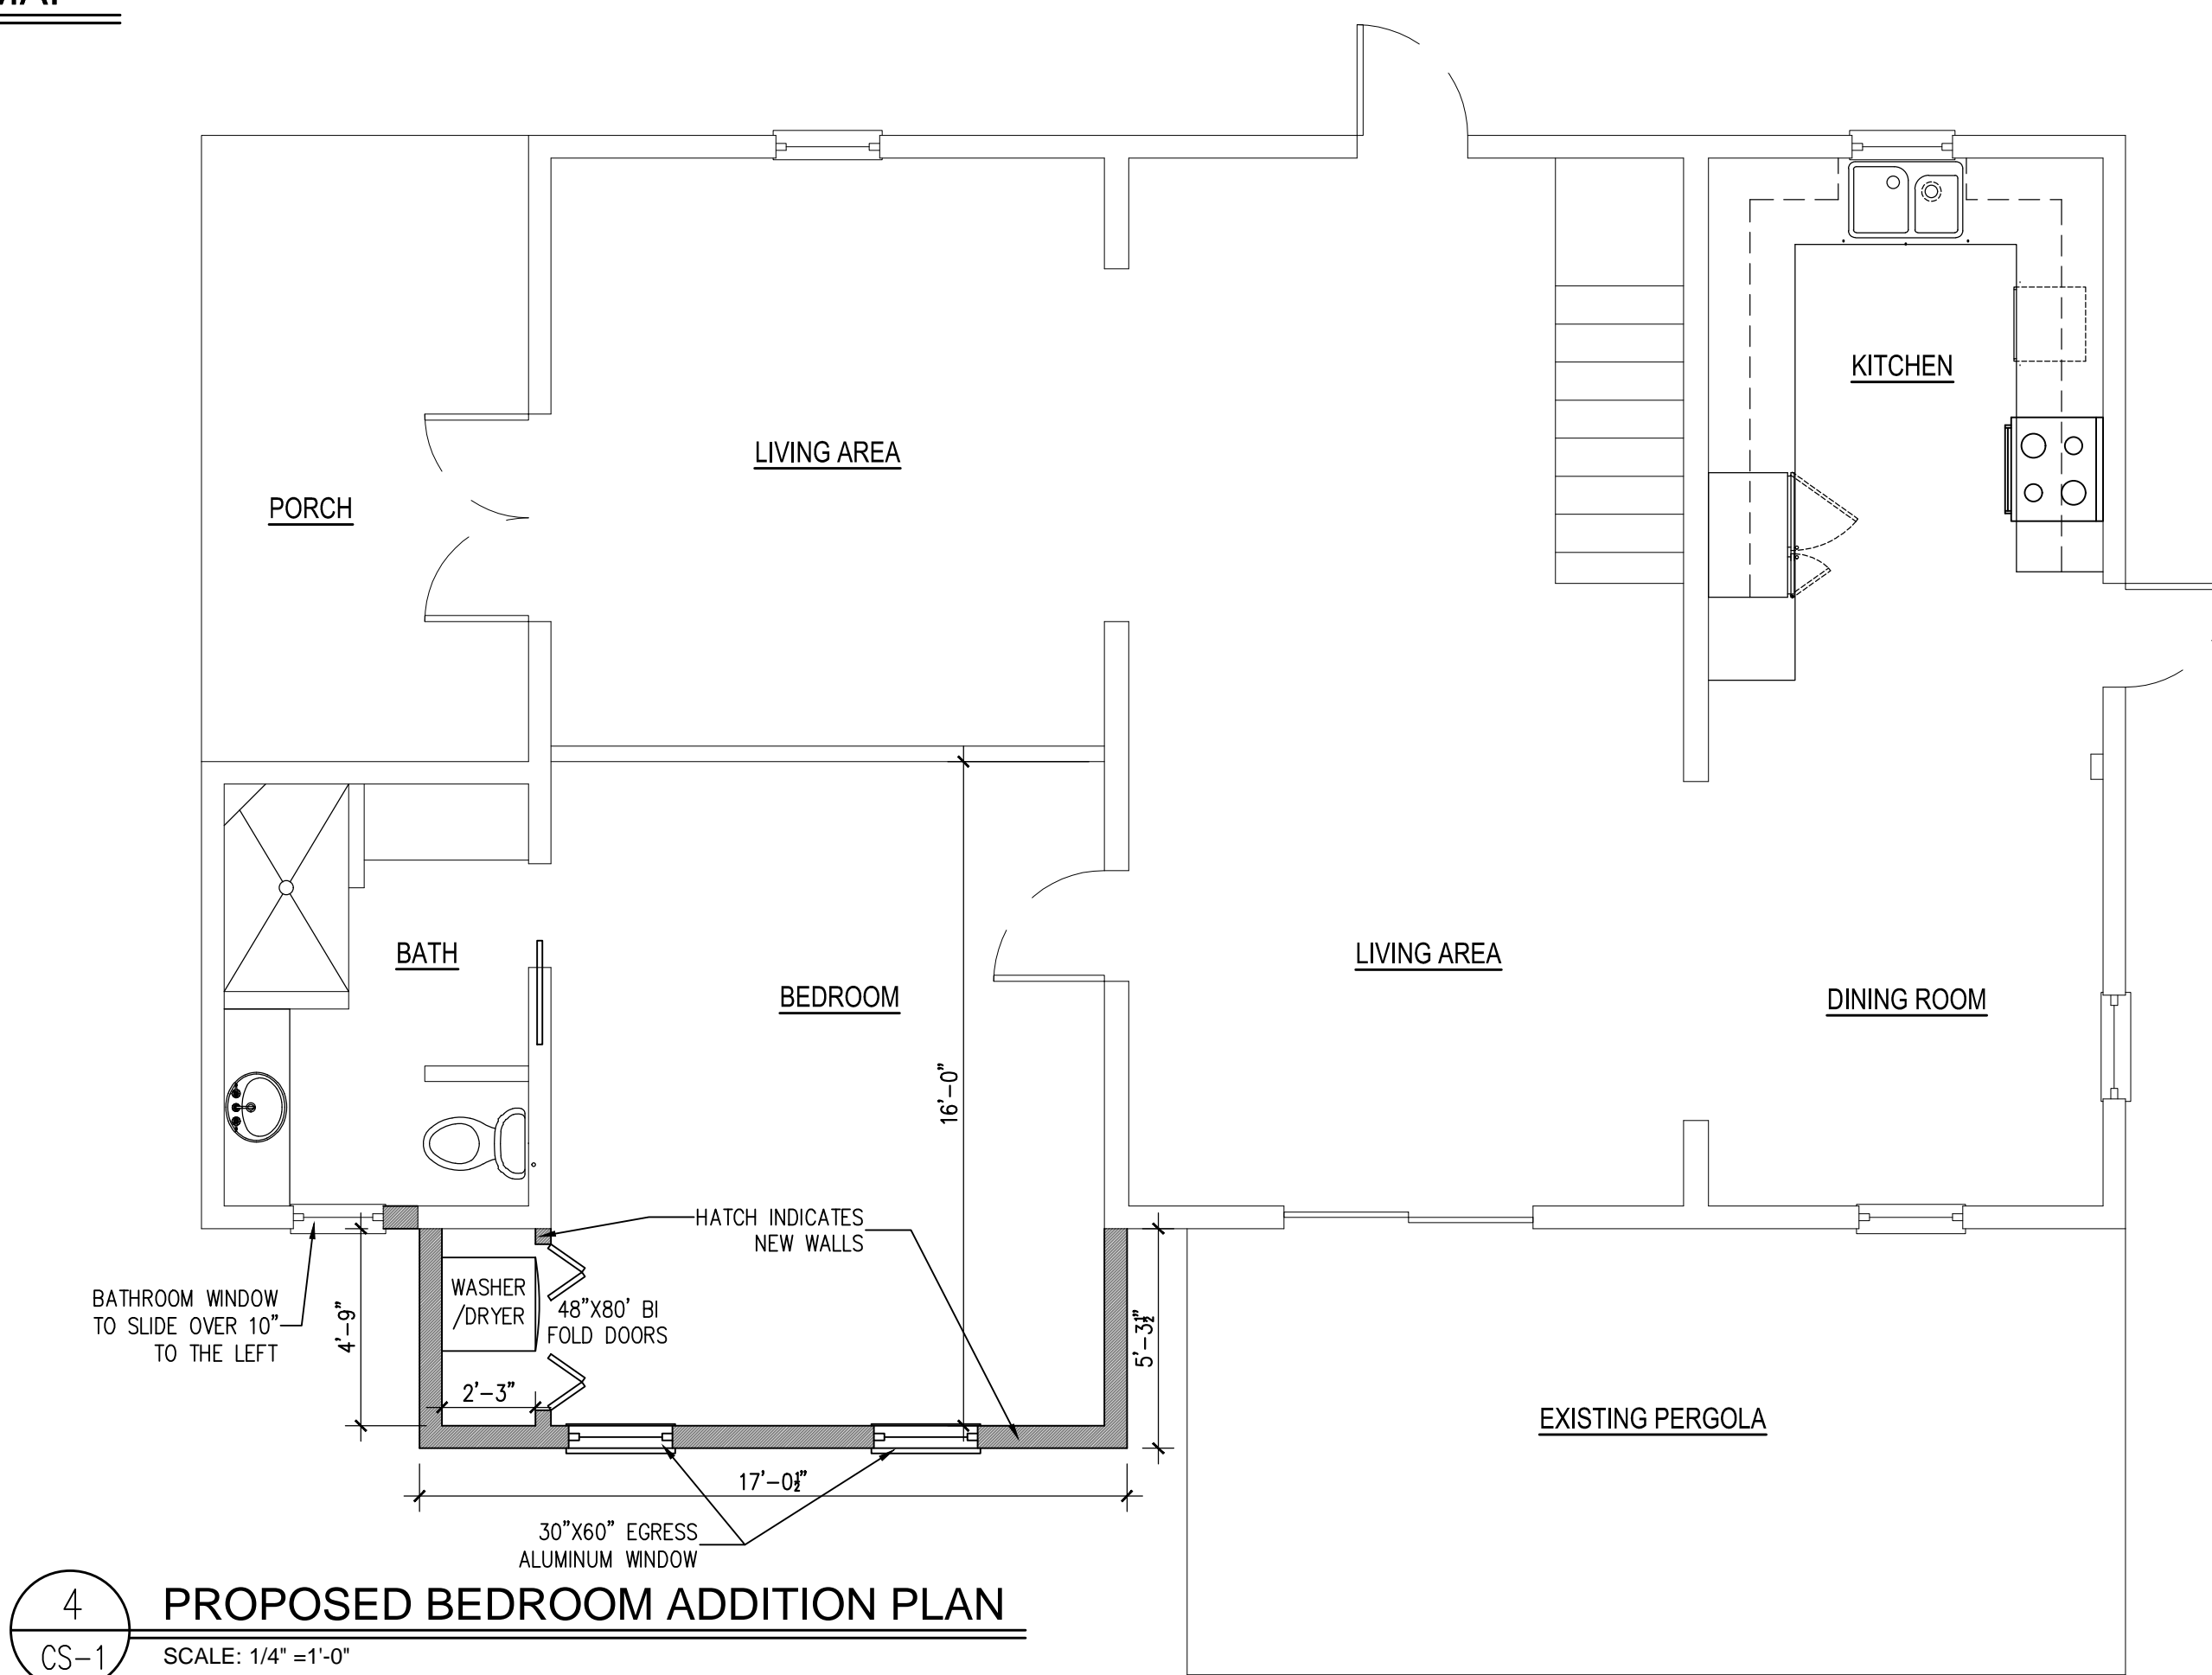 LIVING AREA
KITCHEN
PORCH
BATH
BEDROOM
LIVING AREA
DINING ROOM
16'-0"
HATCH INDICATES
NEW WALLS
BATHROOM WINDOW
TO SLIDE OVER 10"
TO THE LEFT
4'-9"
WASHER
/DRYER
48"X80' BI
FOLD DOORS
2'-3"
5'-3½"
EXISTING PERGOLA
17'-0½"
30"X60" EGRESS
ALUMINUM WINDOW
4
CS-1
PROPOSED BEDROOM ADDITION PLAN
SCALE: 1/4" =1'-0"